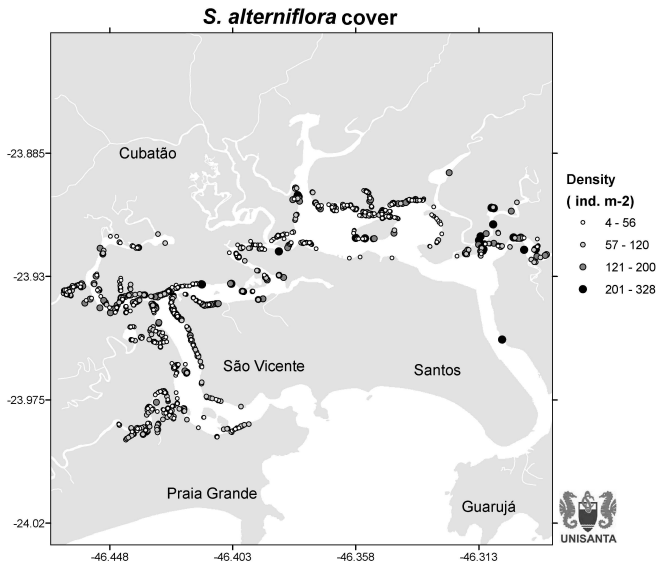 S. alterniflora cover
-23.885
-23.93
-23.975
-24.02
-46.448
-46.403
-46.358
-46.313
Cubatão
São Vicente
Santos
Praia Grande
Guarujá
Density
( ind. m-2)
4 - 56
57 - 120
121 - 200
201 - 328
UNISANTA